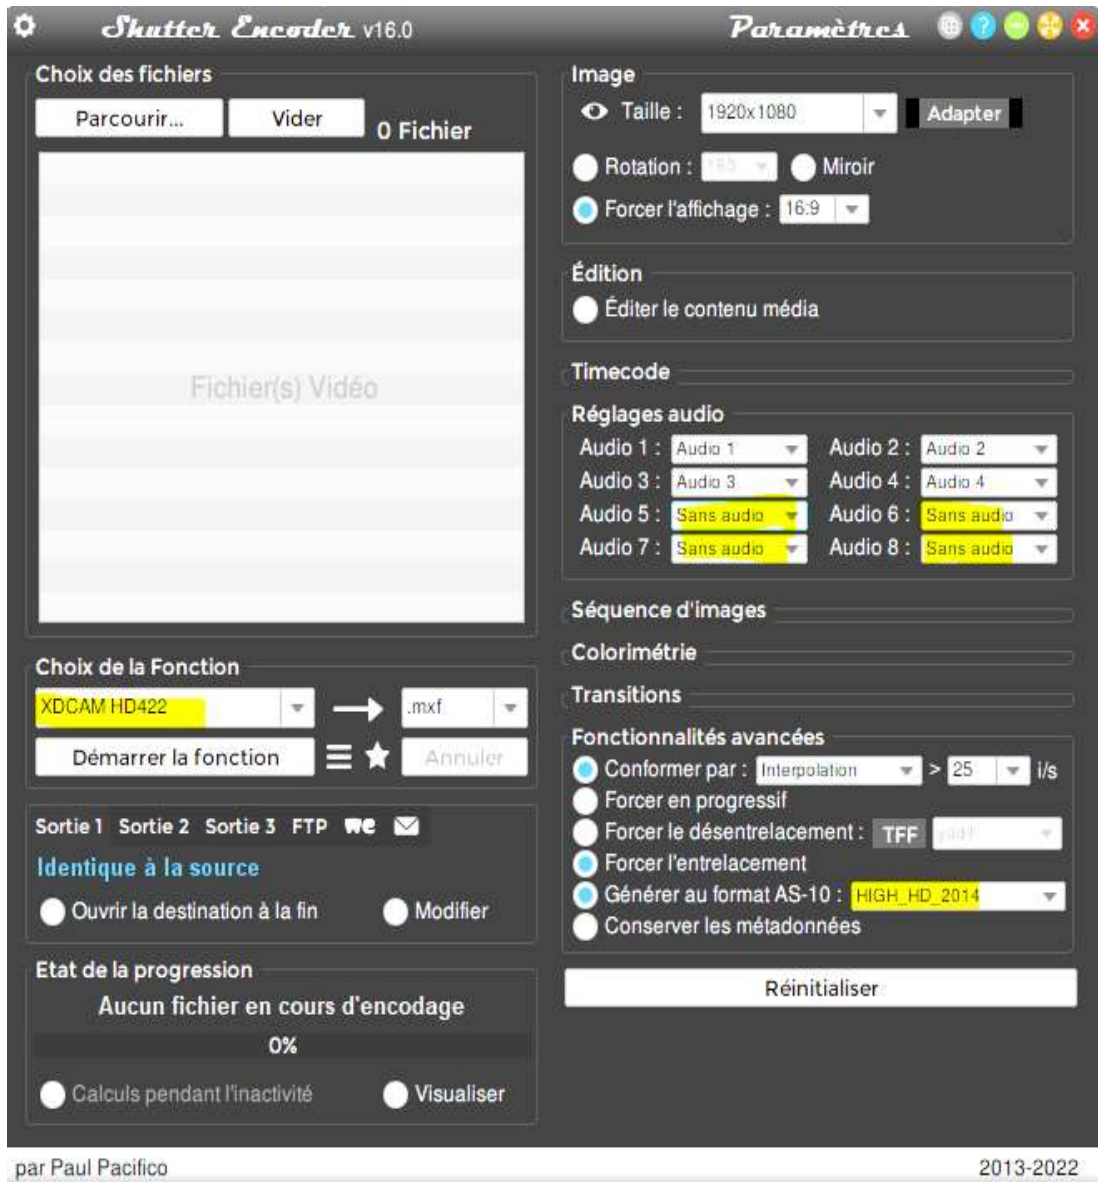 Shutter Encoder v16.0
Paramètres
Choix des fichiers
Parcourir...
Vider
0 Fichier
Fichier(s) Vidéo
Choix de la Fonction
XDCAM HD422
.mxf
Démarrer la fonction
Annuler
Sortie 1 Sortie 2 Sortie 3 FTP we
Identique à la source
Ouvrir la destination à la fin
Modifier
Etat de la progression
Aucun fichier en cours d'encodage
0%
Calculs pendant l'inactivité
Visualiser
Image
Taille : 1920x1080 Adapter
Rotation : Miroir
Forcer l'affichage : 16:9
Édition
Éditer le contenu média
Timecode
Réglages audio
Audio 1 : Audio 1 Audio 2 : Audio 2
Audio 3 : Audio 3 Audio 4 : Audio 4
Audio 5 : Sans audio Audio 6 : Sans audio
Audio 7 : Sans audio Audio 8 : Sans audio
Séquence d'images
Colorimétrie
Transitions
Fonctionnalités avancées
Conformer par : Interpolation > 25 i/s
Forcer en progressif
Forcer le désentrelacement : TFF yadif
Forcer l'entrelacement
Générer au format AS-10 : HIGH_HD_2014
Conserver les métadonnées
Réinitialiser
par Paul Pacifico
2013-2022